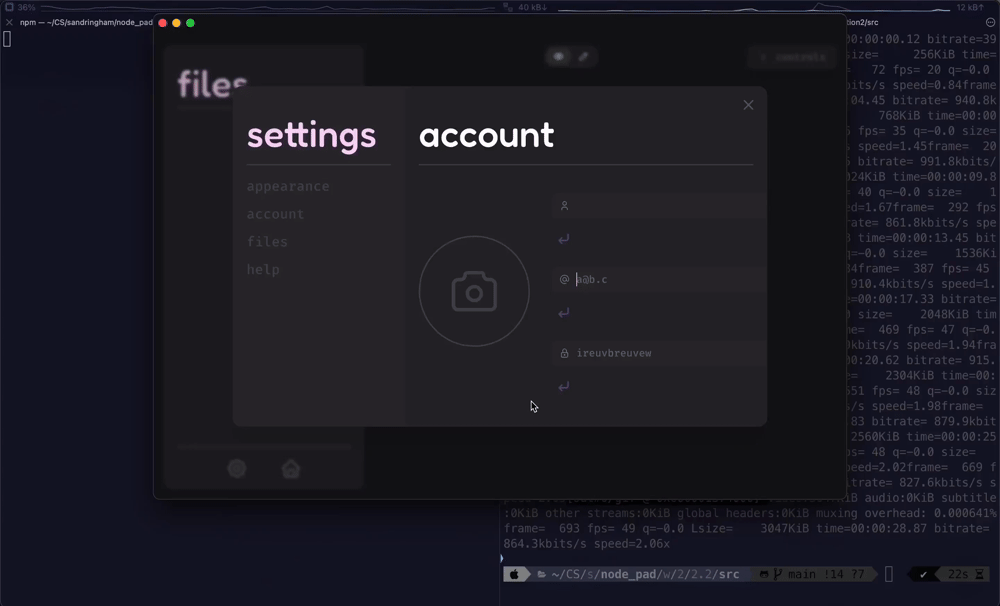 36%
40 kB↓
12 kB↑
npm — ~/CS/sandringham/node_pad
tion2/src
files
settings
appearance
account
files
help
account
a@b.c
ireuvbreuvew
00:00:00.12 bitrate=39
size=     256KiB time=
72 fps= 20 q=-0.0 s
bits/s speed=0.84frame=
04.45 bitrate= 940.8k
768KiB time=00:00
fps= 35 q=-0.0 si
s speed=1.45frame=   20
bitrate= 991.8kbits/
024KiB time=00:00:09.8
= 40 q=-0.0 size=    1
ed=1.67frame=  292 fps
rate= 861.8kbits/s s
time=00:00:13.45 bit
q=-0.0 size=    1536Ki
4frame=  387 fps= 45
910.4kbits/s speed=1.
00:00:17.33 bitrate=
size=    2048KiB tim
=  469 fps= 47 q=-0.
kbits/s speed=1.94fra
00:20.62 bitrate= 915.
=    2304KiB time=00:
551 fps= 48 q=-0.0 siz
/s speed=1.98frame=
83 bitrate= 879.9kbit
2560KiB time=00:00:25
s= 48 q=-0.0 size=
peed=2.02frame=  669 f
itrate= 827.6kbits/s s
KiB audio:0KiB subtitle
:0KiB other streams:0KiB global headers:0KiB muxing overhead: 0.000641%
frame=  693 fps= 49 q=-0.0 Lsize=    3047KiB time=00:00:28.87 bitrate=
864.3kbits/s speed=2.06x
~/CS/s/node_pad/w/2/2.2/src
main !14 ?7
✔
22s